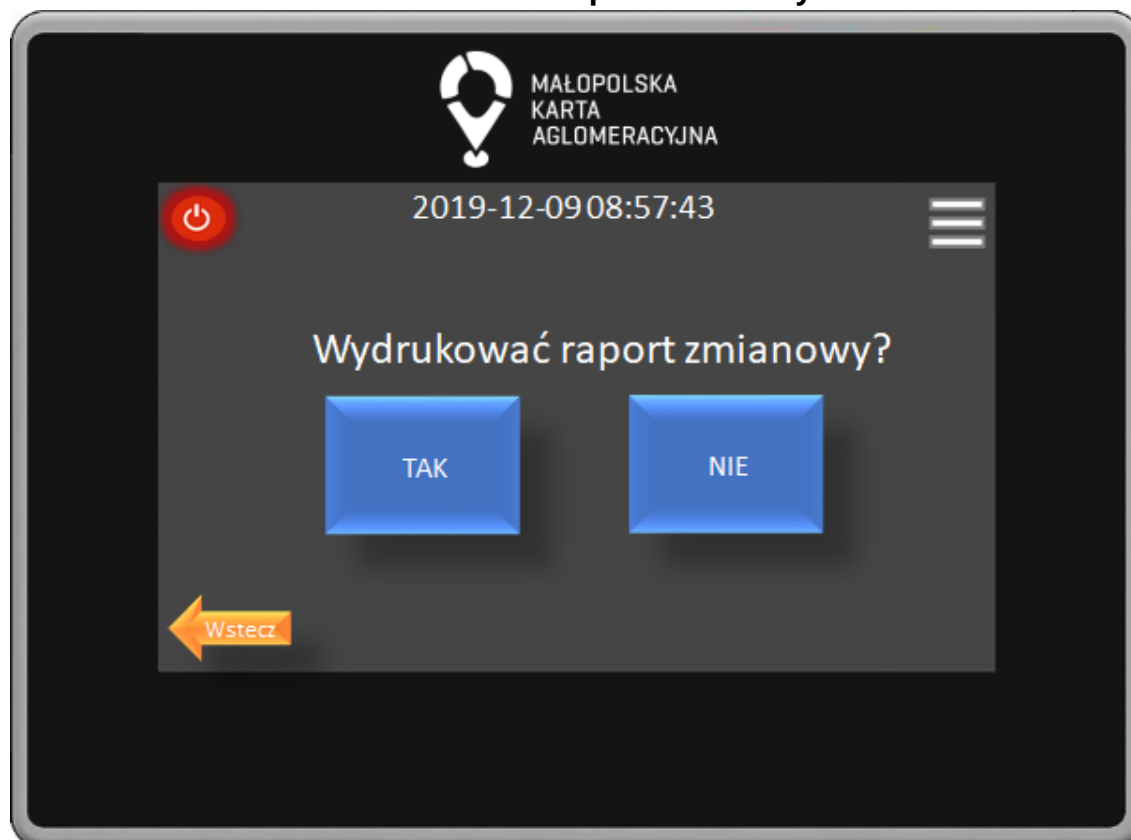 MAŁOPOLSKA
KARTA
AGLOMERACYJNA
2019-12-09 08:57:43
Wydrukować raport zmianowy?
TAK
NIE
Wstecz